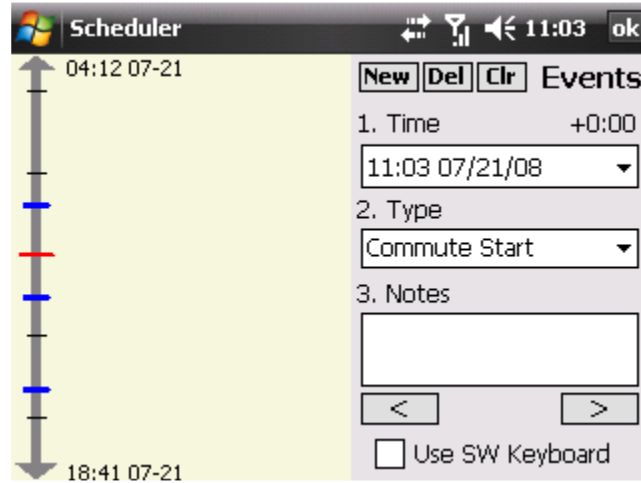 Scheduler 11:03 ok
04:12 07-21
New Del Clr Events
1. Time +0:00
11:03 07/21/08
2. Type
Commute Start
3. Notes
< >
Use SW Keyboard
18:41 07-21